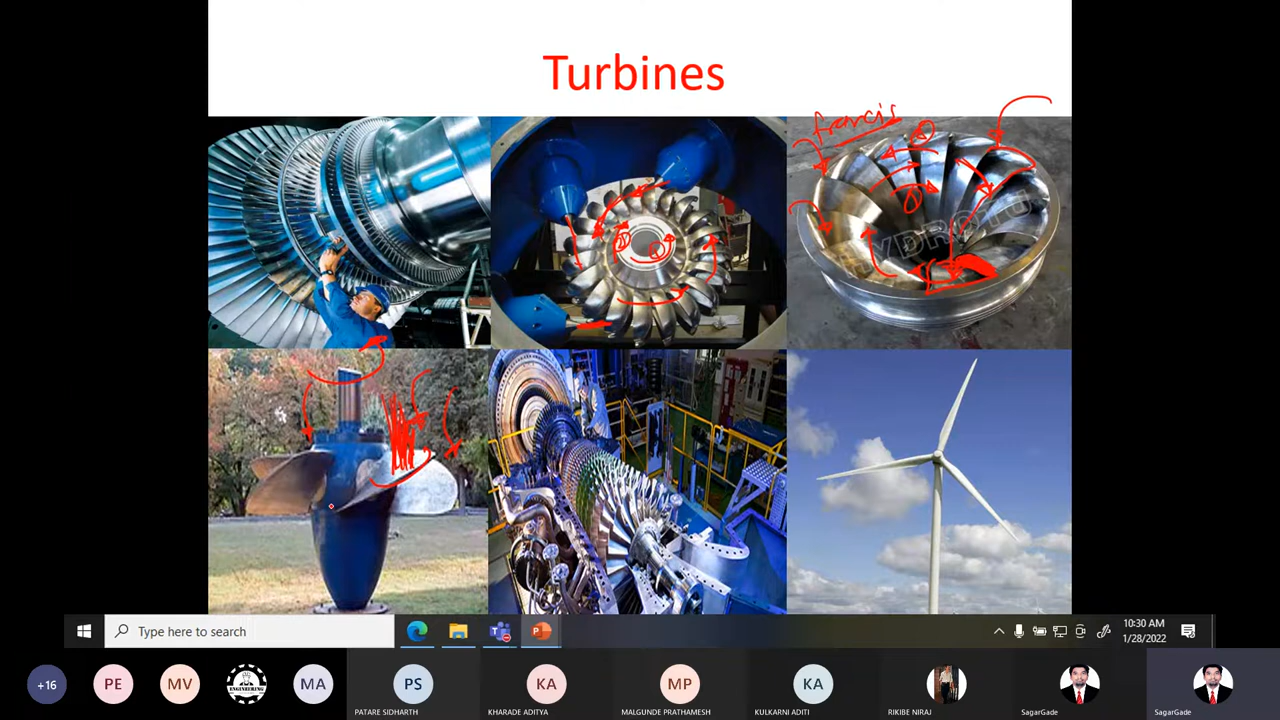 Turbines
francis
Type here to search
10:30 AM
1/28/2022
+16
PE
MV
ENGINEERING
MA
PS
KA
MP
KA
PATARE SIDHARTH
KHARADE ADITYA
MALGUNDE PRATHAMESH
KULKARNI ADITI
RIKIBE NIRAJ
SagarGade
SagarGade